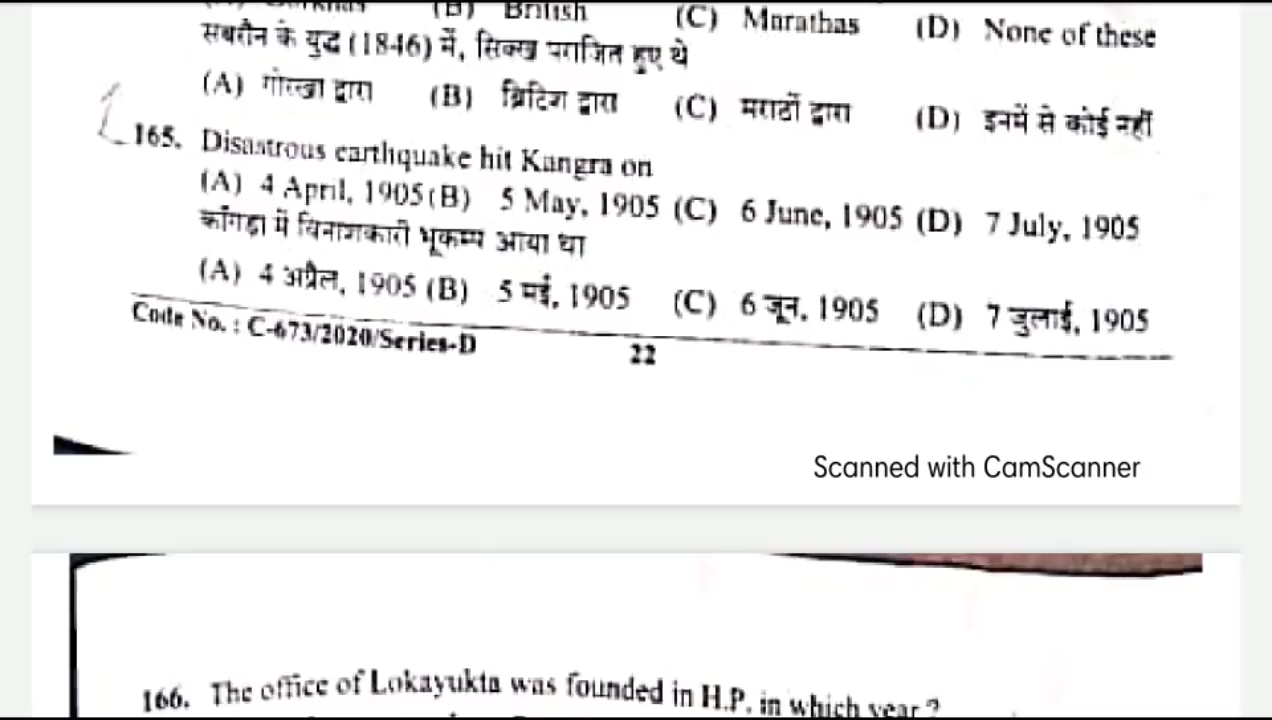 (B) British (C) Marathas (D) None of these
सबरौन के युद्ध (1846) में, सिक्ख पराजित हुए थे
(A) गोरखा द्वारा (B) ब्रिटिश द्वारा (C) मराठों द्वारा (D) इनमें से कोई नहीं
165. Disastrous earthquake hit Kangra on
(A) 4 April, 1905 (B) 5 May, 1905 (C) 6 June, 1905 (D) 7 July, 1905
काँगड़ा में विनाशकारी भूकम्प आया था
(A) 4 अप्रैल, 1905 (B) 5 मई, 1905 (C) 6 जून, 1905 (D) 7 जुलाई, 1905
Code No. : C-673/2020/Series-D
22
Scanned with CamScanner
166. The office of Lokayukta was founded in H.P. in which year ?